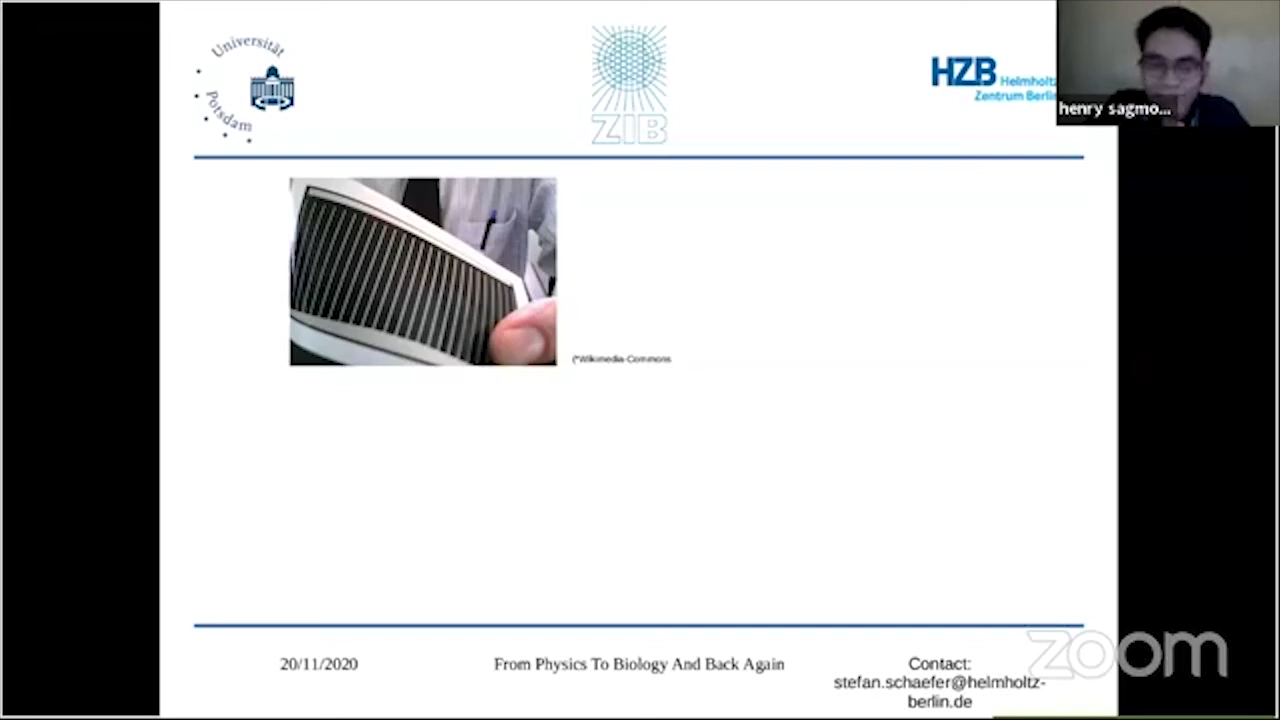 Universität
Potsdam
ZIB
HZB Helmholtz
Zentrum Berlin
henry sagmo...
(*Wikimedia-Commons
20/11/2020
From Physics To Biology And Back Again
Contact:
stefan.schaefer@helmholtz-
berlin.de
zoom